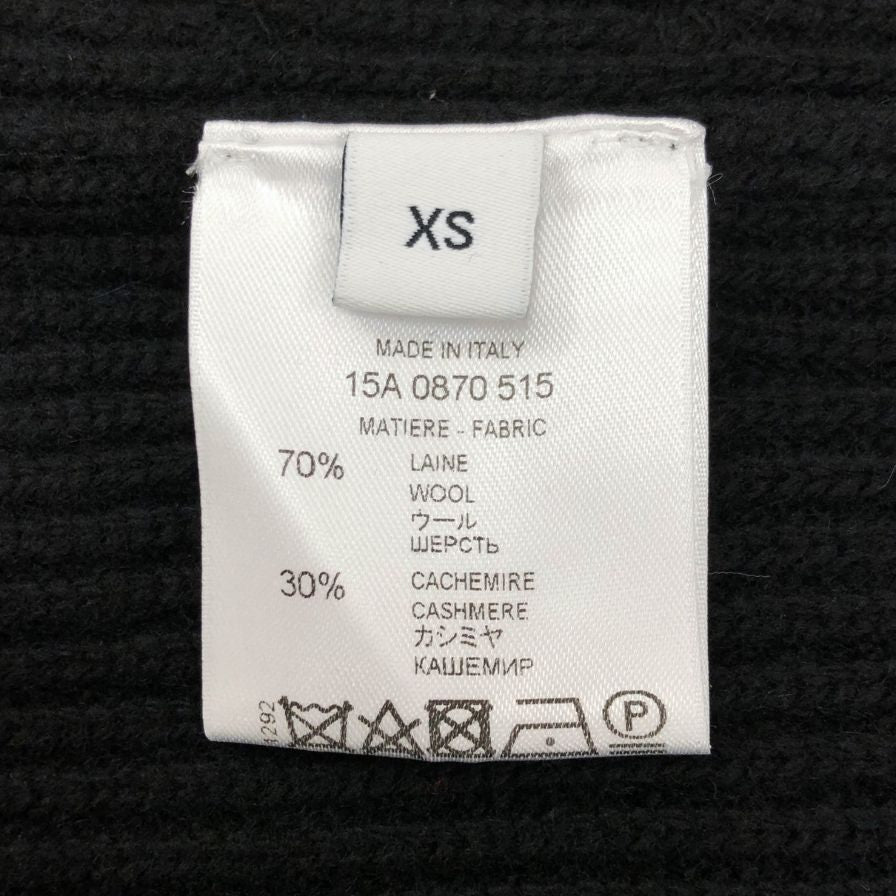 XS
MADE IN ITALY
15A 0870 515
MATIERE - FABRIC
70% LAINE
WOOL
ウール
ШЕРСТЬ
30% CACHEMIRE
CASHMERE
カシミヤ
КАШЕМИР
P